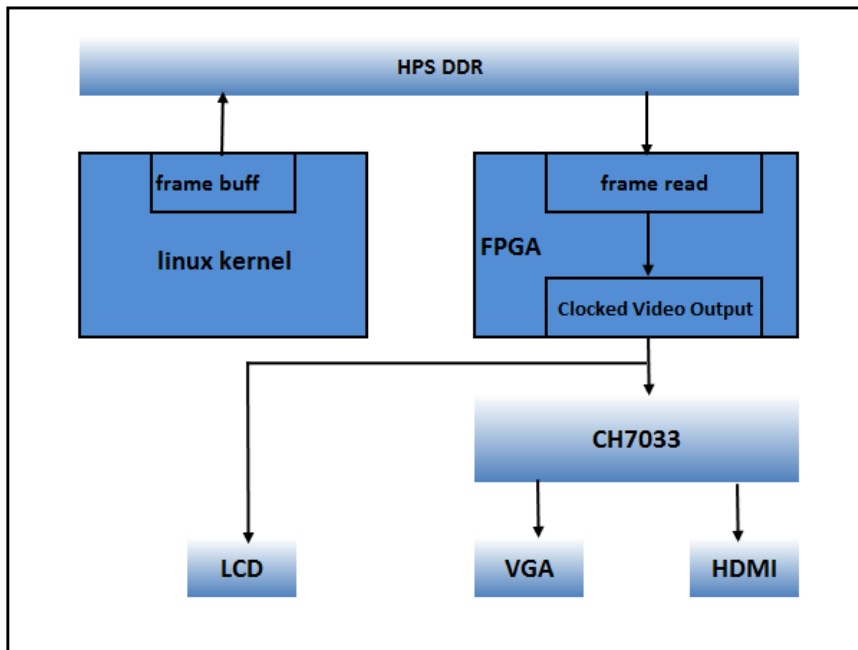 HPS DDR
frame buff
frame read
linux kernel
FPGA
Clocked Video Output
CH7033
LCD
VGA
HDMI